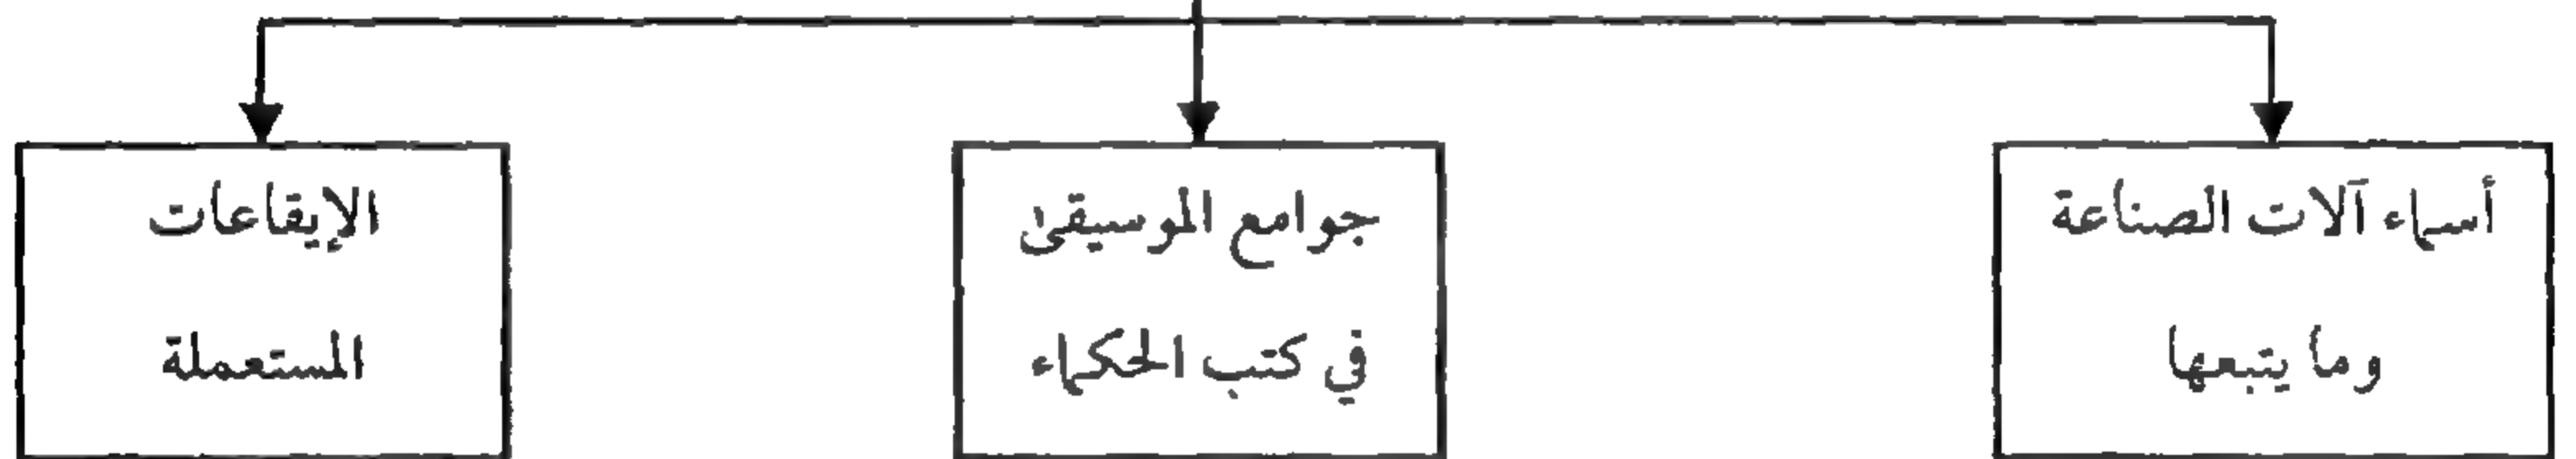 أسماء آلات الصناعة
وما يتبعها
جوامع الموسيقىٰ
في كتب الحكماء
الإيقاعات
المستعملة